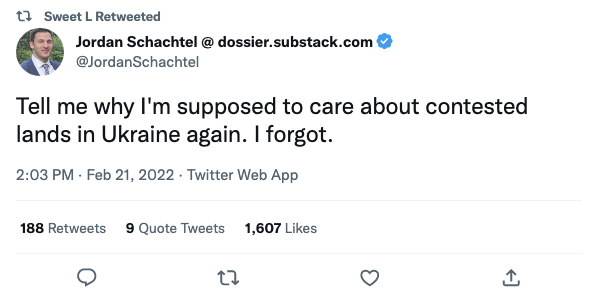 Sweet L Retweeted
Jordan Schachtel @ dossier.substack.com
@JordanSchachtel
Tell me why I'm supposed to care about contested
lands in Ukraine again. I forgot.
2:03 PM · Feb 21, 2022 · Twitter Web App
188 Retweets 9 Quote Tweets 1,607 Likes